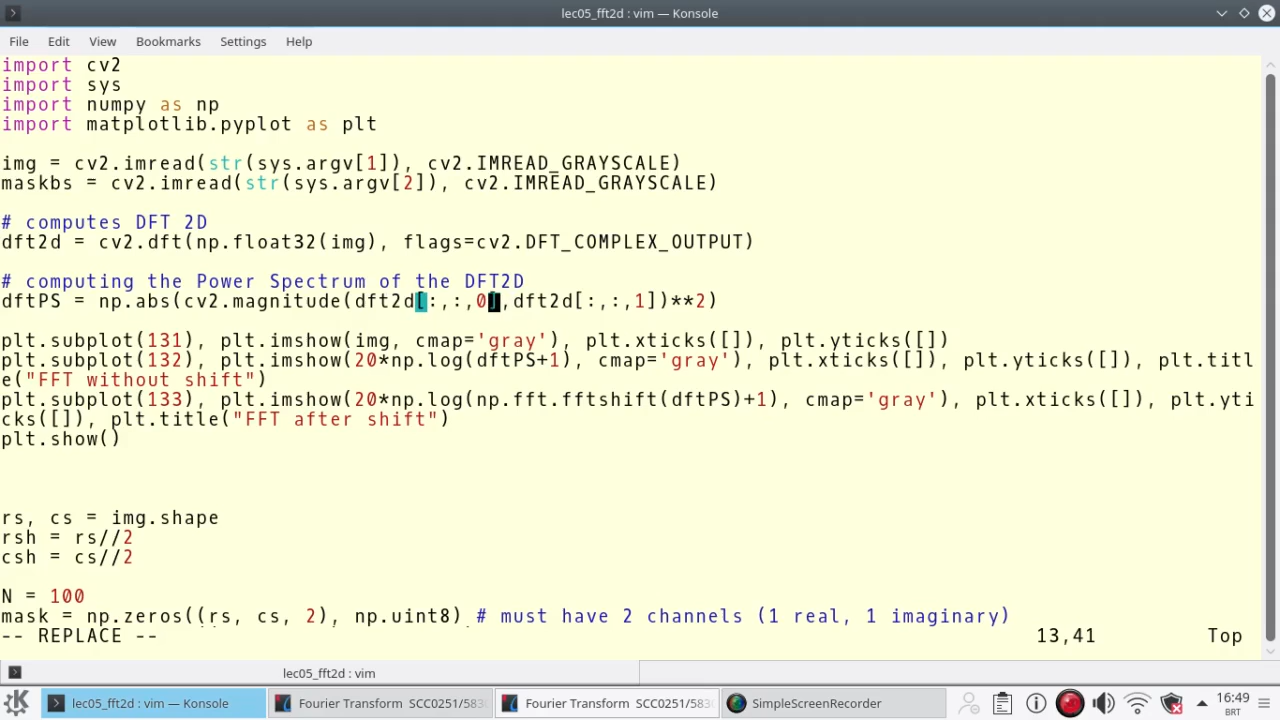 lec05_fft2d : vim — Konsole
File Edit View Bookmarks Settings Help
import cv2
import sys
import numpy as np
import matplotlib.pyplot as plt
img = cv2.imread(str(sys.argv[1]), cv2.IMREAD_GRAYSCALE)
maskbs = cv2.imread(str(sys.argv[2]), cv2.IMREAD_GRAYSCALE)
# computes DFT 2D
dft2d = cv2.dft(np.float32(img), flags=cv2.DFT_COMPLEX_OUTPUT)
# computing the Power Spectrum of the DFT2D
dftPS = np.abs(cv2.magnitude(dft2d[:,:,0],dft2d[:,:,1])**2)
plt.subplot(131), plt.imshow(img, cmap='gray'), plt.xticks([]), plt.yticks([])
plt.subplot(132), plt.imshow(20*np.log(dftPS+1), cmap='gray'), plt.xticks([]), plt.yticks([]), plt.titl
e("FFT without shift")
plt.subplot(133), plt.imshow(20*np.log(np.fft.fftshift(dftPS)+1), cmap='gray'), plt.xticks([]), plt.yti
cks([]), plt.title("FFT after shift")
plt.show()
rs, cs = img.shape
rsh = rs//2
csh = cs//2
N = 100
mask = np.zeros((rs, cs, 2), np.uint8) # must have 2 channels (1 real, 1 imaginary)
-- REPLACE -- 13,41 Top
lec05_fft2d : vim
lec05_fft2d : vim — Konsole Fourier Transform SCC0251/583 Fourier Transform SCC0251/583 SimpleScreenRecorder 16:49
BRT